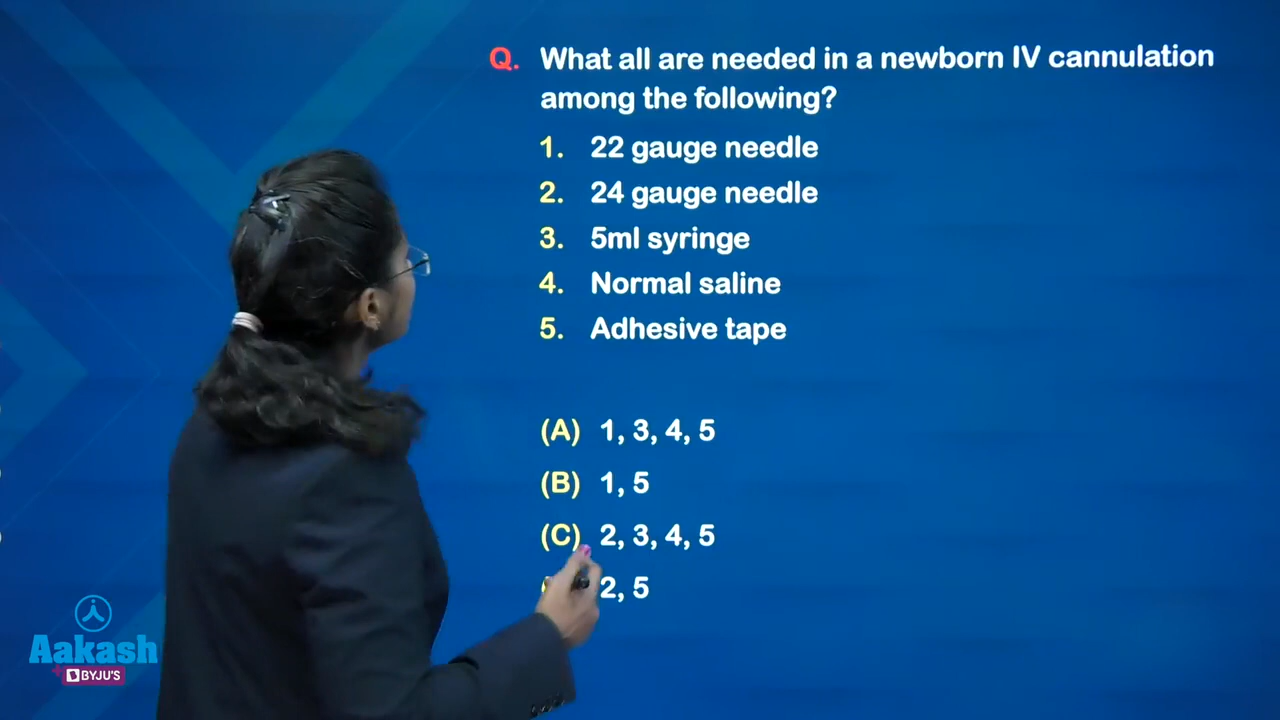 Q. What all are needed in a newborn IV cannulation
among the following?
1. 22 gauge needle
2. 24 gauge needle
3. 5ml syringe
4. Normal saline
5. Adhesive tape
(A) 1, 3, 4, 5
(B) 1, 5
(C) 2, 3, 4, 5
2, 5
Aakash
BYJU'S